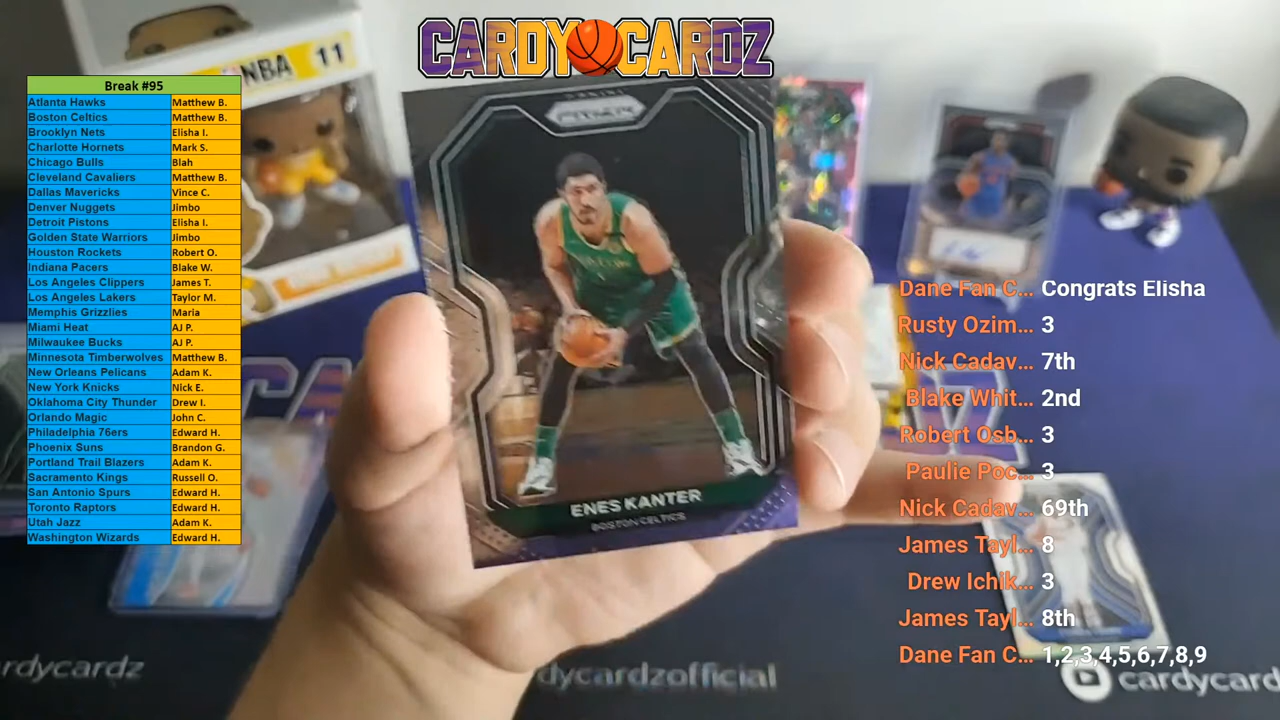 CARDY CARDZ
NBA 11
Break #95
Atlanta Hawks Matthew B.
Boston Celtics Matthew B.
Brooklyn Nets Elisha I.
Charlotte Hornets Mark S.
Chicago Bulls Blah
Cleveland Cavaliers Matthew B.
Dallas Mavericks Vince C.
Denver Nuggets Jimbo
Detroit Pistons Elisha I.
Golden State Warriors Jimbo
Houston Rockets Robert O.
Indiana Pacers Blake W.
Los Angeles Clippers James T.
Los Angeles Lakers Taylor M.
Memphis Grizzlies Maria
Miami Heat AJ P.
Milwaukee Bucks AJ P.
Minnesota Timberwolves Matthew B.
New Orleans Pelicans Adam K.
New York Knicks Nick E.
Oklahoma City Thunder Drew I.
Orlando Magic John C.
Philadelphia 76ers Edward H.
Phoenix Suns Brandon G.
Portland Trail Blazers Adam K.
Sacramento Kings Russell O.
San Antonio Spurs Edward H.
Toronto Raptors Edward H.
Utah Jazz Adam K.
Washington Wizards Edward H.
PANINI
PRIZM
ENES KANTER
BOSTON CELTICS
Dane Fan C... Congrats Elisha
Rusty Ozim... 3
Nick Cadav... 7th
Blake Whit... 2nd
Robert Osb... 3
Paulie Poc... 3
Nick Cadav... 69th
James Tayl... 8
Drew Ichik... 3
James Tayl... 8th
Dane Fan C... 1,2,3,4,5,6,7,8,9
rdycardz
dycardzofficial
cardycard